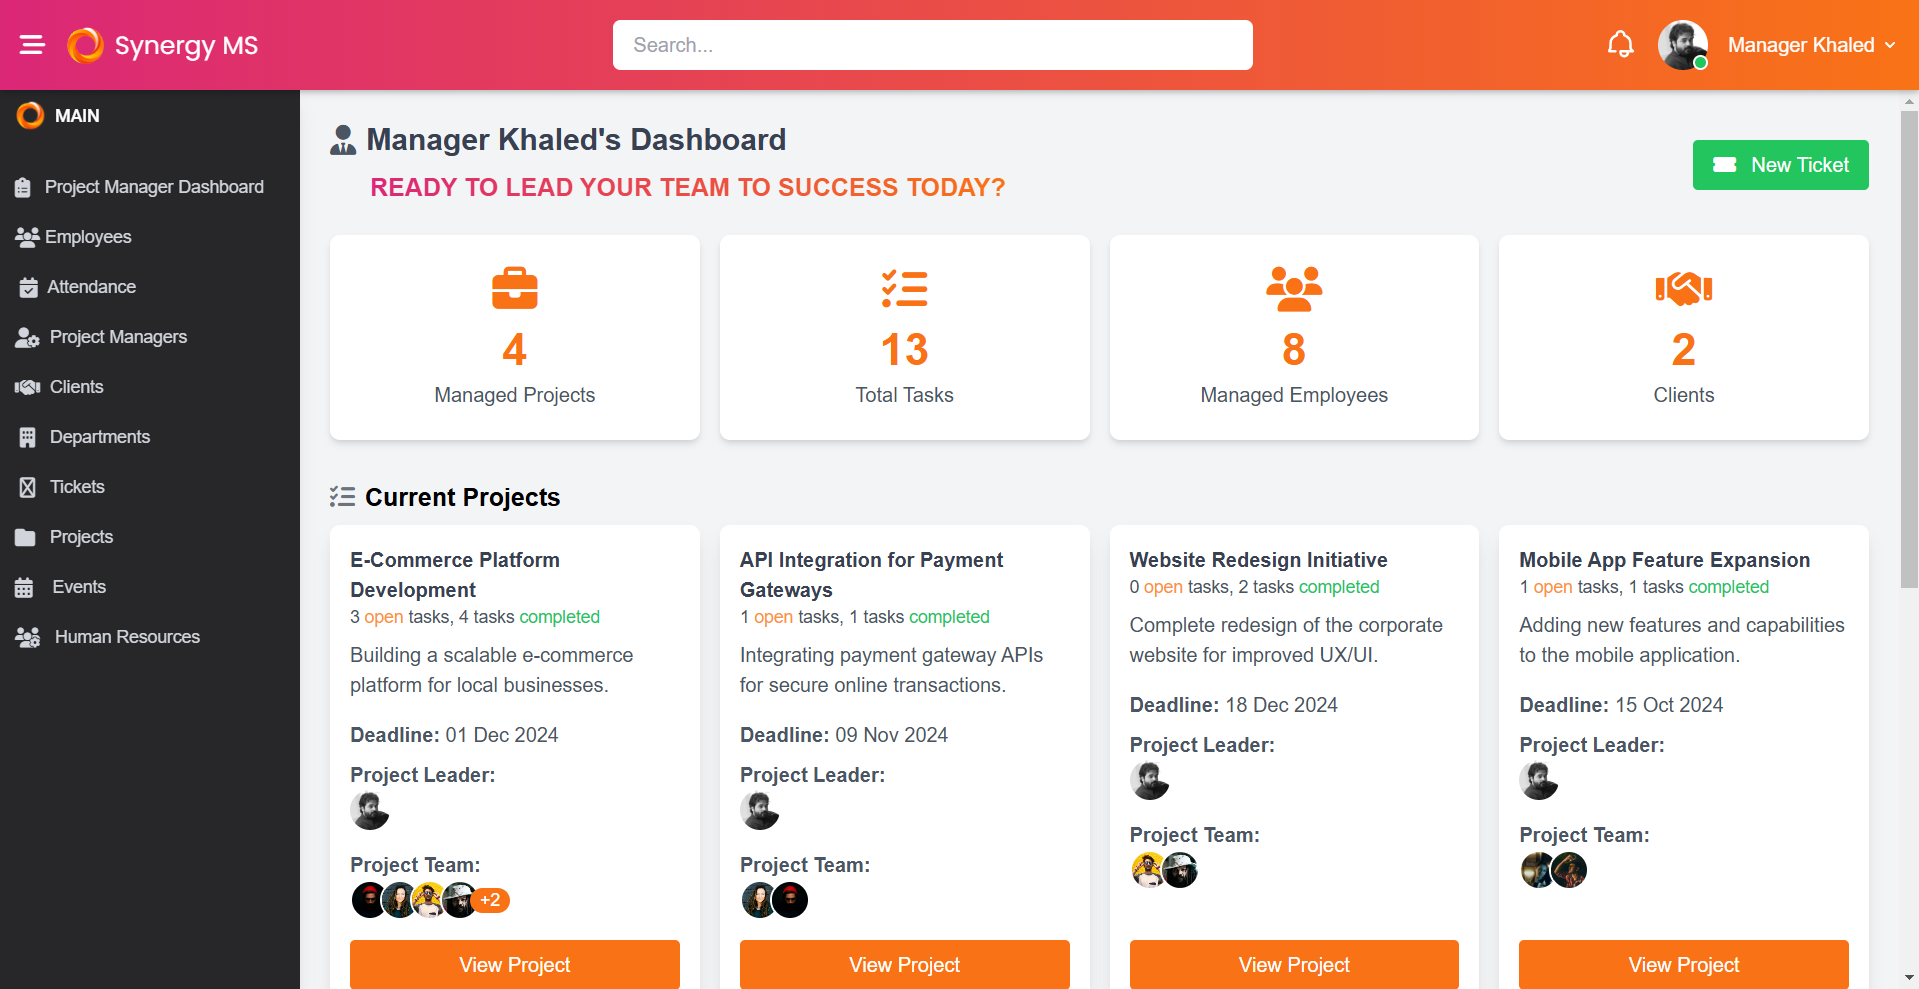 Synergy MS
Search...
Manager Khaled
MAIN
Project Manager Dashboard
Employees
Attendance
Project Managers
Clients
Departments
Tickets
Projects
Events
Human Resources
Manager Khaled's Dashboard
READY TO LEAD YOUR TEAM TO SUCCESS TODAY?
New Ticket
4
Managed Projects
13
Total Tasks
8
Managed Employees
2
Clients
Current Projects
E-Commerce Platform
Development
3 open tasks, 4 tasks completed
Building a scalable e-commerce
platform for local businesses.
Deadline: 01 Dec 2024
Project Leader:
Project Team:
+2
View Project
API Integration for Payment
Gateways
1 open tasks, 1 tasks completed
Integrating payment gateway APIs
for secure online transactions.
Deadline: 09 Nov 2024
Project Leader:
Project Team:
View Project
Website Redesign Initiative
0 open tasks, 2 tasks completed
Complete redesign of the corporate
website for improved UX/UI.
Deadline: 18 Dec 2024
Project Leader:
Project Team:
View Project
Mobile App Feature Expansion
1 open tasks, 1 tasks completed
Adding new features and capabilities
to the mobile application.
Deadline: 15 Oct 2024
Project Leader:
Project Team:
View Project